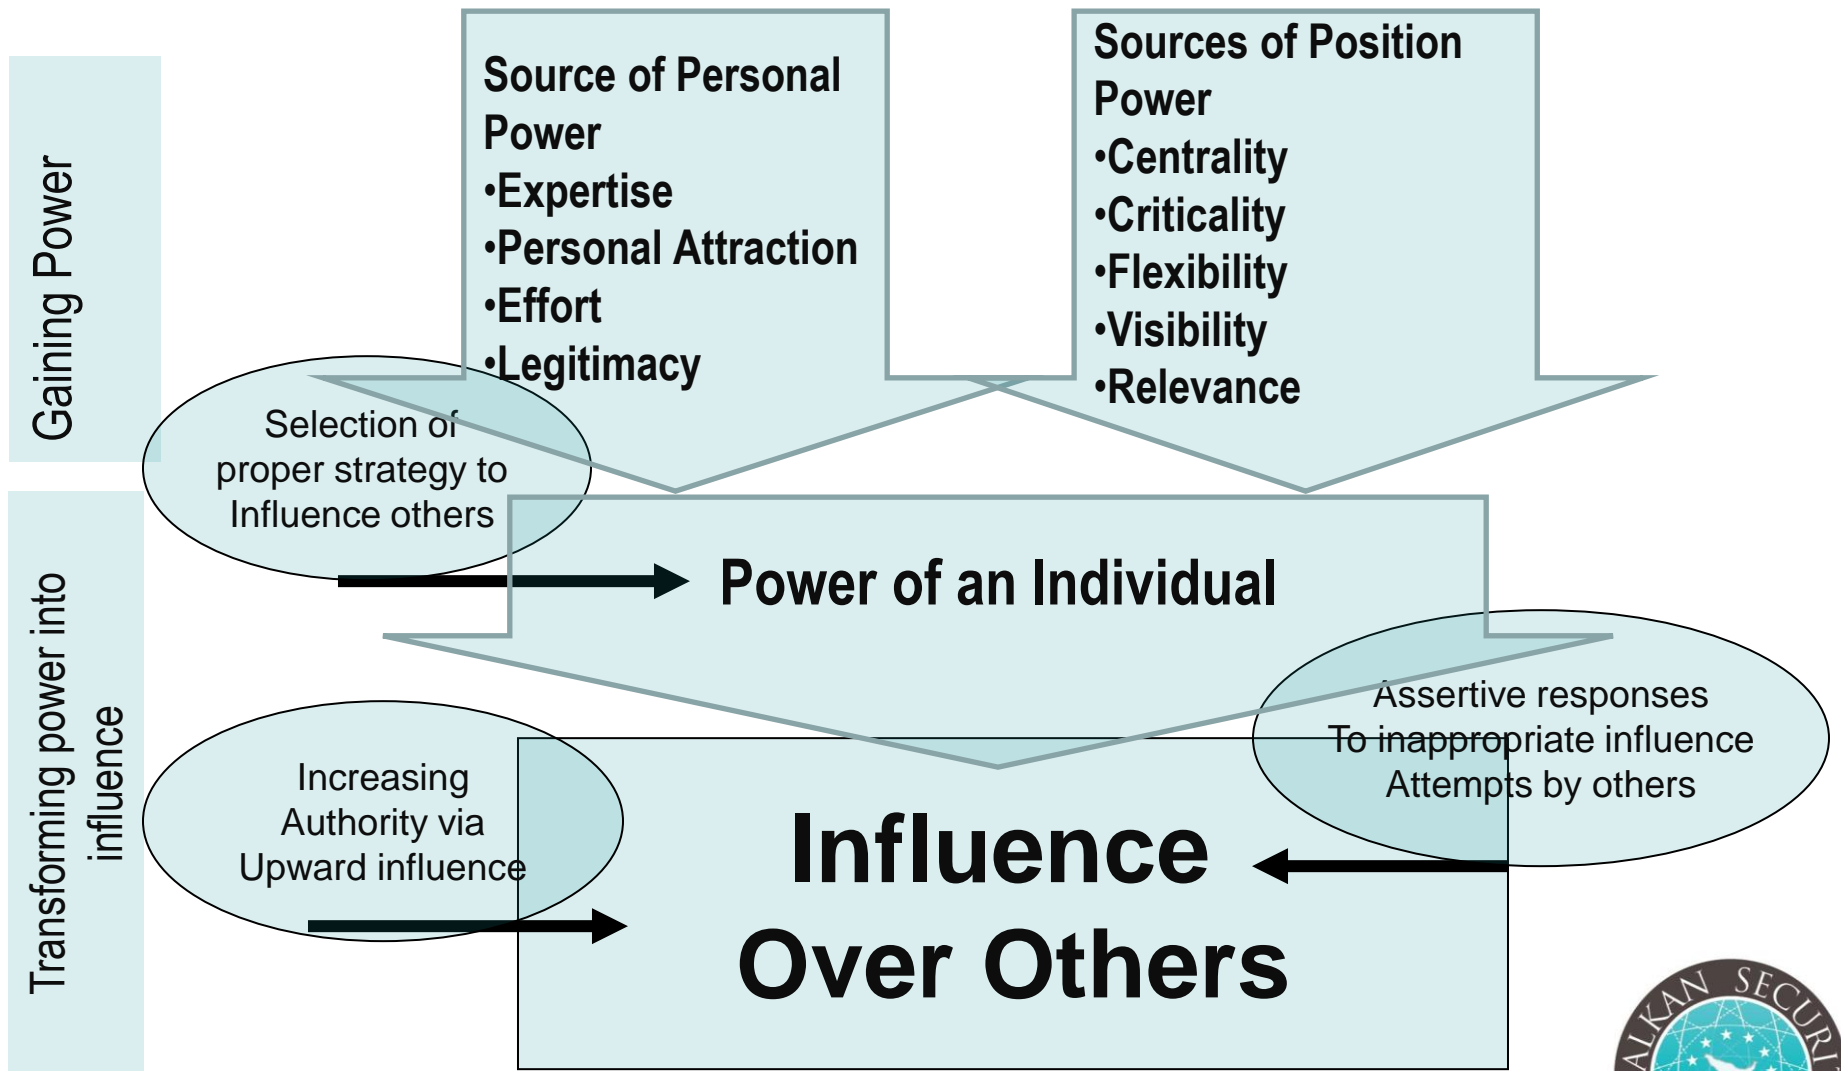 Gaining Power
Source of Personal
Power
•Expertise
•Personal Attraction
•Effort
•Legitimacy
Sources of Position
Power
•Centrality
•Criticality
•Flexibility
•Visibility
•Relevance
Selection of
proper strategy to
Influence others
Power of an Individual
Transforming power into
influence
Assertive responses
To inappropriate influence
Attempts by others
Increasing
Authority via
Upward influence
Influence
Over Others